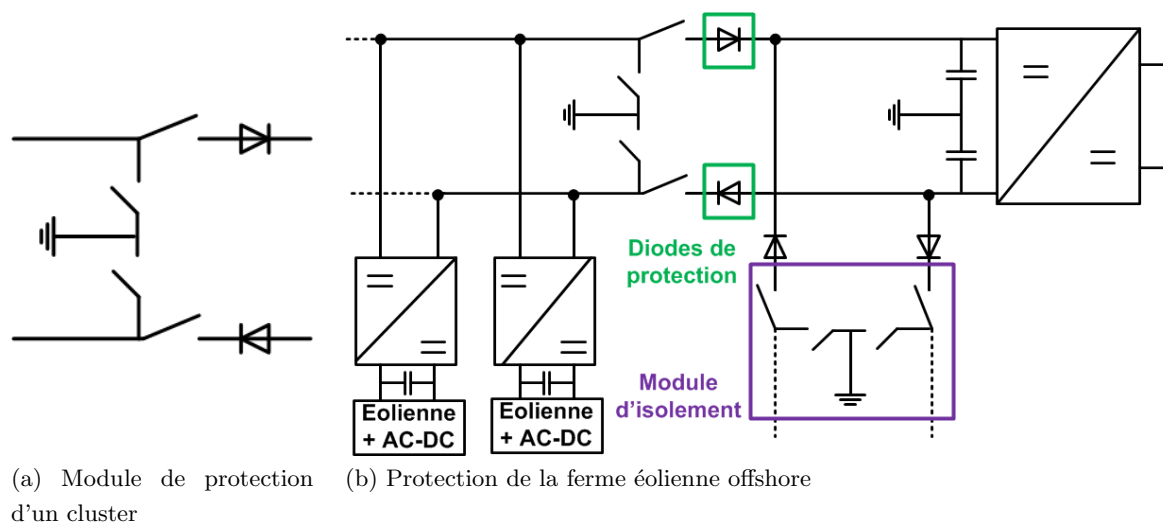 Diodes de
protection
Module
d'isolement
Eolienne
+ AC-DC
Eolienne
+ AC-DC
(a) Module de protection
d'un cluster
(b) Protection de la ferme éolienne offshore